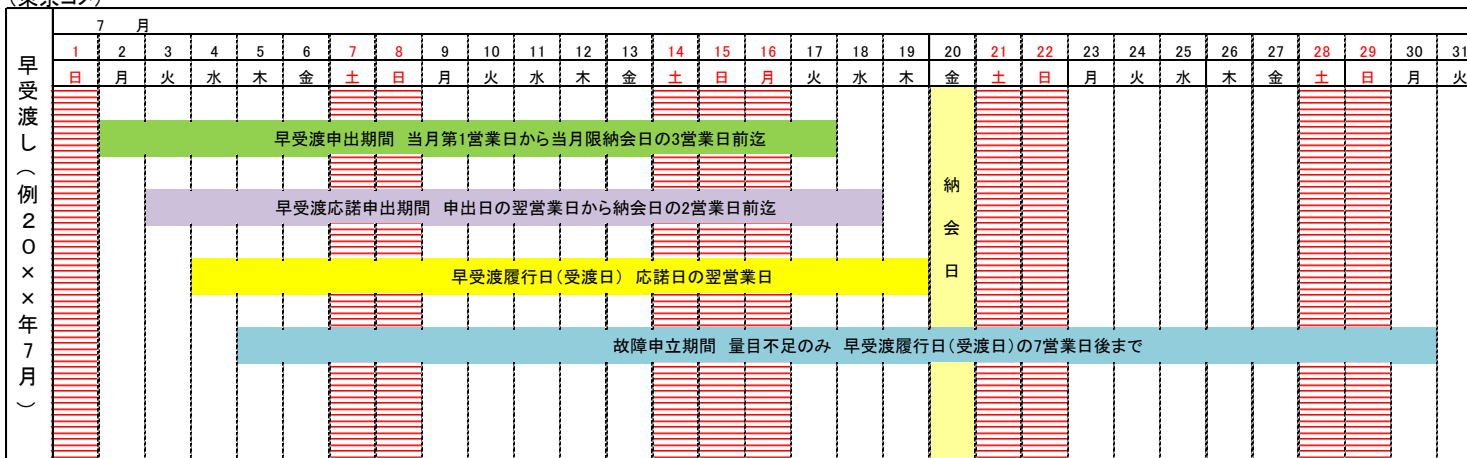 （東京コメ）
7 月
1 2 3 4 5 6 7 8 9 10 11 12 13 14 15 16 17 18 19 20 21 22 23 24 25 26 27 28 29 30 31
日 月 火 水 木 金 土 日 月 火 水 木 金 土 日 月 火 水 木 金 土 日 月 火 水 木 金 土 日 月 火
早受渡し（例２０××年７月）
早受渡申出期間 当月第1営業日から当月限納会日の3営業日前迄
早受渡応諾申出期間 申出日の翌営業日から納会日の2営業日前迄
早受渡履行日（受渡日） 応諾日の翌営業日
故障申立期間 量目不足のみ 早受渡履行日（受渡日）の7営業日後まで
納会日